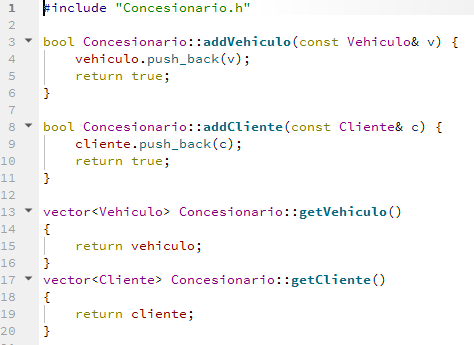 1 #include "Concesionario.h"
2
3 bool Concesionario::addVehiculo(const Vehiculo& v) {
4     vehiculo.push_back(v);
5     return true;
6 }
7
8 bool Concesionario::addCliente(const Cliente& c) {
9     cliente.push_back(c);
10     return true;
11 }
12
13 vector<Vehiculo> Concesionario::getVehiculo()
14 {
15     return vehiculo;
16 }
17 vector<Cliente> Concesionario::getCliente()
18 {
19     return cliente;
20 }